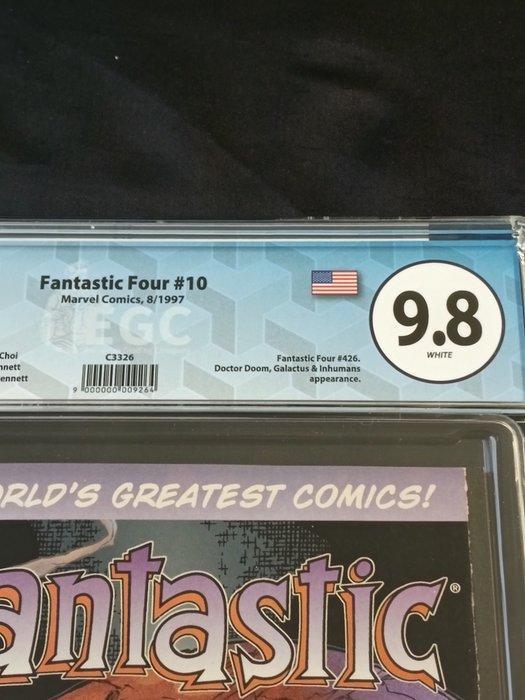 Fantastic Four #10
Marvel Comics, 8/1997
EGC
9.8
WHITE
Choi
nnett
ennett
C3326
9 000000 009264
Fantastic Four #426.
Doctor Doom, Galactus & Inhumans
appearance.
ORLD'S GREATEST COMICS!
antastic
®